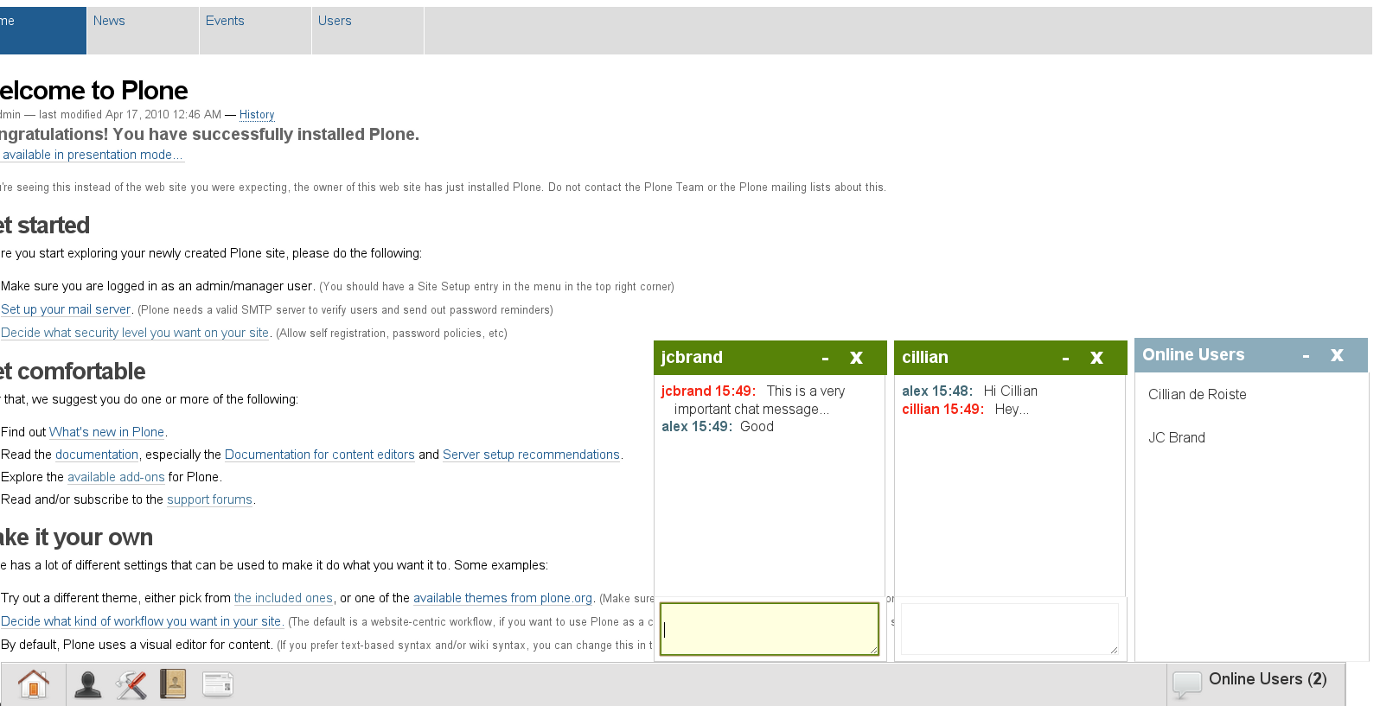 me News Events Users
elcome to Plone
dmin — last modified Apr 17, 2010 12:46 AM — History
ngratulations! You have successfully installed Plone.
available in presentation mode...
u're seeing this instead of the web site you were expecting, the owner of this web site has just installed Plone. Do not contact the Plone Team or the Plone mailing lists about this.
et started
re you start exploring your newly created Plone site, please do the following:
Make sure you are logged in as an admin/manager user. (You should have a Site Setup entry in the menu in the top right corner)
Set up your mail server. (Plone needs a valid SMTP server to verify users and send out password reminders)
Decide what security level you want on your site. (Allow self registration, password policies, etc)
et comfortable
r that, we suggest you do one or more of the following:
Find out What's new in Plone.
Read the documentation, especially the Documentation for content editors and Server setup recommendations.
Explore the available add-ons for Plone.
Read and/or subscribe to the support forums.
ake it your own
e has a lot of different settings that can be used to make it do what you want it to. Some examples:
Try out a different theme, either pick from the included ones, or one of the available themes from plone.org. (Make sure
Decide what kind of workflow you want in your site. (The default is a website-centric workflow, if you want to use Plone as a c
By default, Plone uses a visual editor for content. (If you prefer text-based syntax and/or wiki syntax, you can change this in t
jcbrand - X
jcbrand 15:49: This is a very
important chat message...
alex 15:49: Good
cillian - X
alex 15:48: Hi Cillian
cillian 15:49: Hey...
Online Users - X
Cillian de Roiste
JC Brand
Online Users (2)